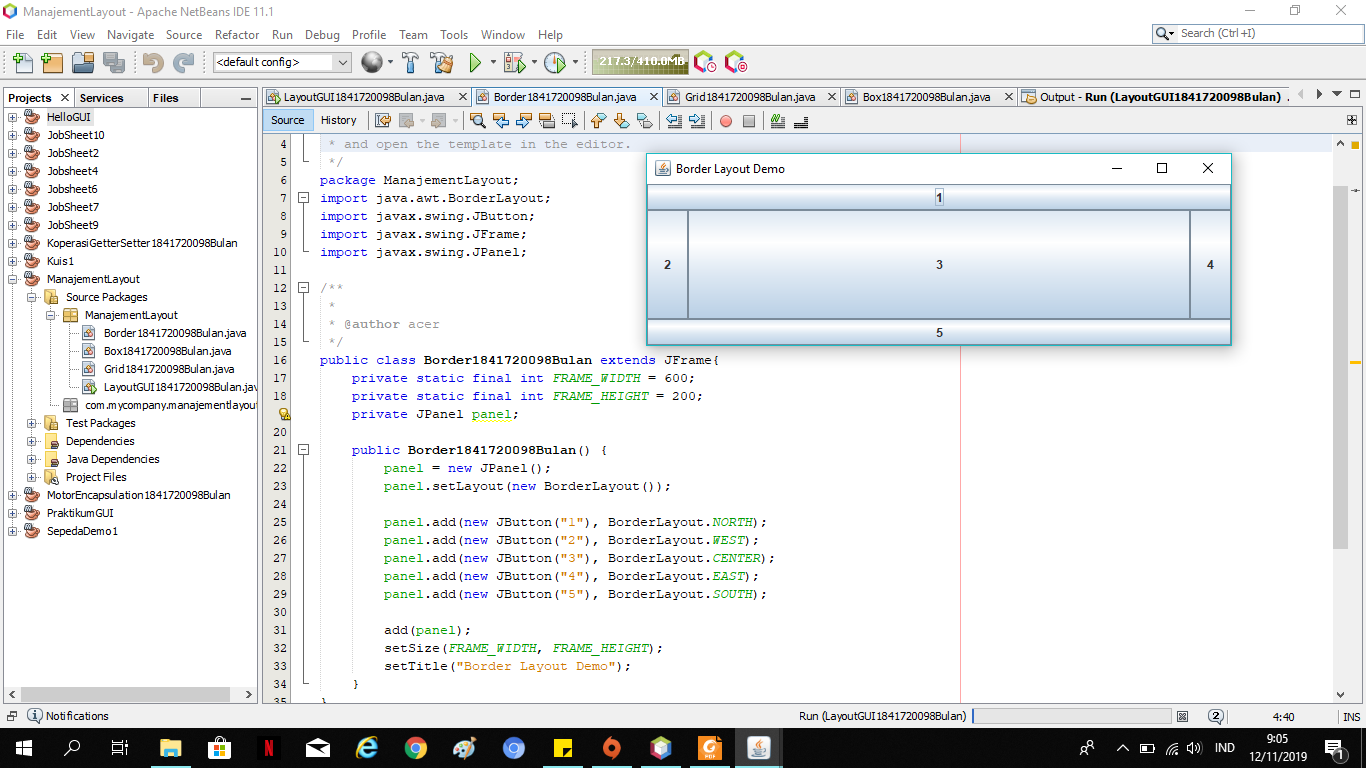 ManajementLayout - Apache NetBeans IDE 11.1
File Edit View Navigate Source Refactor Run Debug Profile Team Tools Window Help
Search (Ctrl+I)
<default config>
217.3/410.0MB
Projects
Services
Files
HelloGUI
JobSheet10
JobSheet2
Jobsheet4
Jobsheet6
JobSheet7
JobSheet9
KoperasiGetterSetter1841720098Bulan
Kuis1
ManajementLayout
Source Packages
ManajementLayout
Border1841720098Bulan.java
Box1841720098Bulan.java
Grid1841720098Bulan.java
LayoutGUI1841720098Bulan.jav
com.mycompany.manajementlayout
Test Packages
Dependencies
Java Dependencies
Project Files
MotorEncapsulation1841720098Bulan
PraktikumGUI
SepedaDemo1
LayoutGUI1841720098Bulan.java
Border1841720098Bulan.java
Grid1841720098Bulan.java
Box1841720098Bulan.java
Output - Run (LayoutGUI1841720098Bulan)
Source
History
4 * and open the template in the editor.
5 */
6 package ManajementLayout;
7 import java.awt.BorderLayout;
8 import javax.swing.JButton;
9 import javax.swing.JFrame;
10 import javax.swing.JPanel;
11
12 /**
13 *
14 * @author acer
15 */
16 public class Border1841720098Bulan extends JFrame{
17 private static final int FRAME_WIDTH = 600;
18 private static final int FRAME_HEIGHT = 200;
private JPanel panel;
20
21 public Border1841720098Bulan() {
22 panel = new JPanel();
23 panel.setLayout(new BorderLayout());
24
25 panel.add(new JButton("1"), BorderLayout.NORTH);
26 panel.add(new JButton("2"), BorderLayout.WEST);
27 panel.add(new JButton("3"), BorderLayout.CENTER);
28 panel.add(new JButton("4"), BorderLayout.EAST);
29 panel.add(new JButton("5"), BorderLayout.SOUTH);
30
31 add(panel);
32 setSize(FRAME_WIDTH, FRAME_HEIGHT);
33 setTitle("Border Layout Demo");
34 }
35 }
Border Layout Demo
1
2 3 4
5
Notifications
Run (LayoutGUI1841720098Bulan)
2
4:40
INS
IND
9:05
12/11/2019
1